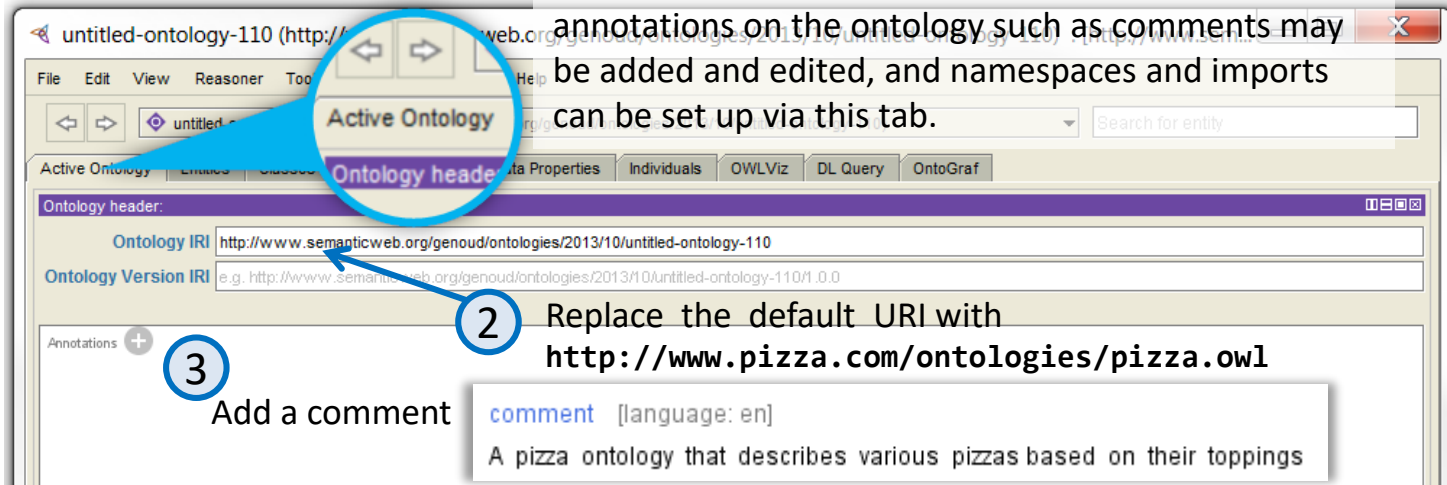 untitled-ontology-110 (http://
web.org/genoud/ontologies/2013/10/untitled-ontology-110) : [http://www.sem...
annotations on the ontology such as comments may
be added and edited, and namespaces and imports
can be set up via this tab.
File Edit View Reasoner Help
Search for entity
Active Ontology
Ontology header
Active Ontology Entities Classes Properties Individuals OWLViz DL Query OntoGraf
Ontology header:
Ontology IRI http://www.semanticweb.org/genoud/ontologies/2013/10/untitled-ontology-110
Ontology Version IRI e.g. http://www.semanticweb.org/genoud/ontologies/2013/10/untitled-ontology-110/1.0.0
2 Replace the default URI with
http://www.pizza.com/ontologies/pizza.owl
Annotations
3
Add a comment
comment [language: en]
A pizza ontology that describes various pizzas based on their toppings